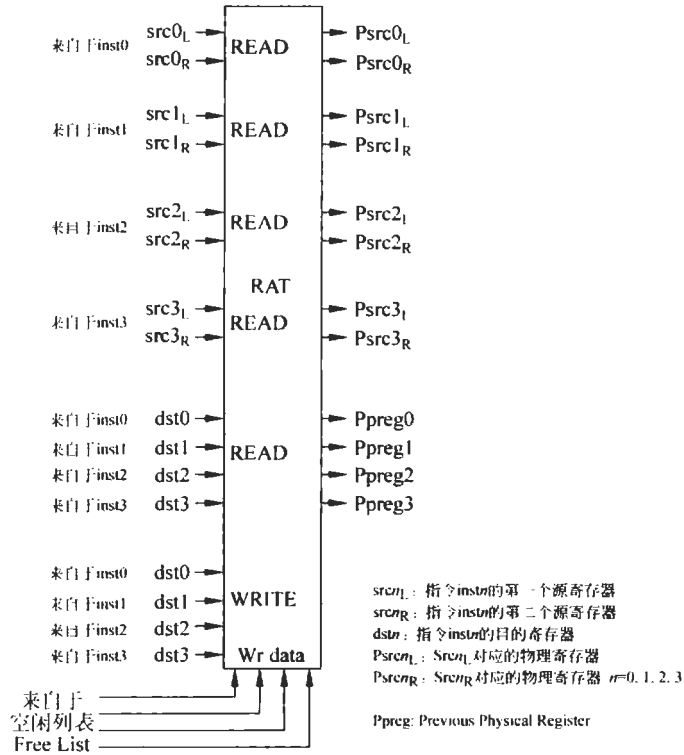 来自于inst0 src0L READ Psrc0L
src0R Psrc0R
来自于inst1 src1L READ Psrc1L
src1R Psrc1R
来自于inst2 src2L READ Psrc2L
src2R Psrc2R
RAT
来自于inst3 src3L READ Psrc3L
src3R Psrc3R
来自于inst0 dst0 Ppreg0
来自于inst1 dst1 READ Ppreg1
来自于inst2 dst2 Ppreg2
来自于inst3 dst3 Ppreg3
来自于inst0 dst0
来自于inst1 dst1 WRITE
来自于inst2 dst2
来自于inst3 dst3 Wr data
来自于
空闲列表
Free List
srcnL：指令instn的第一个源寄存器
srcnR：指令instn的第二个源寄存器
dstn：指令instn的目的寄存器
PsrcnL：SrcnL对应的物理寄存器
PsrcnR：SrcnR对应的物理寄存器 n=0, 1, 2, 3
Ppreg: Previous Physical Register